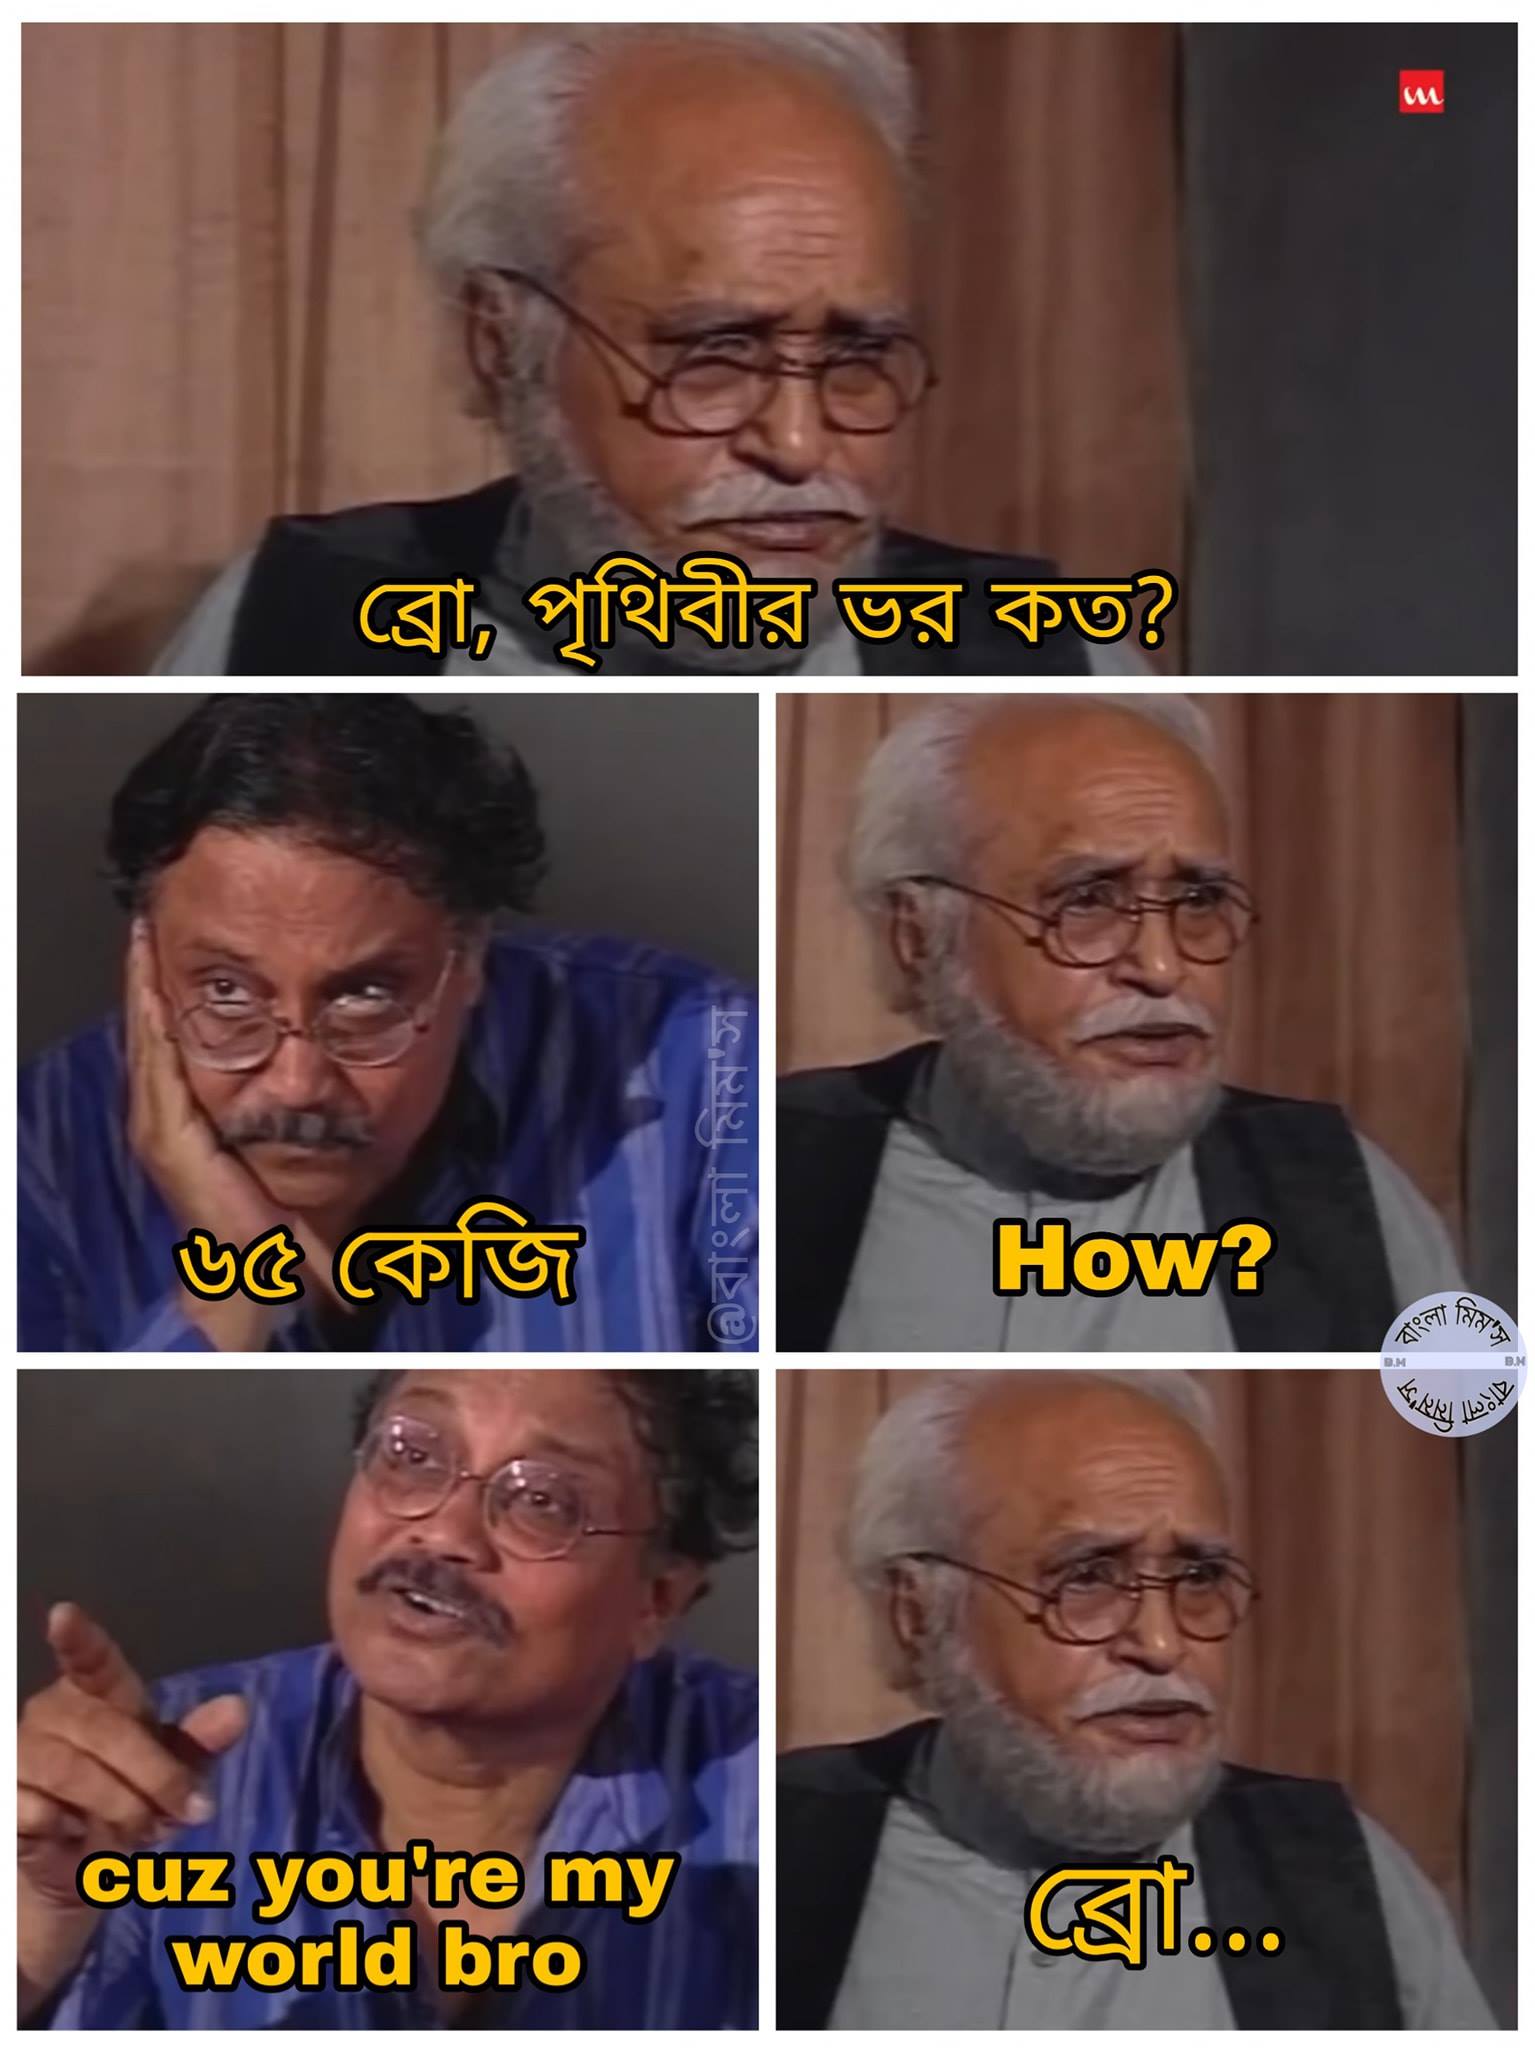 ব্রো, পৃথিবীর ভর কত?
৬৫ কেজি
@বাংলা মিম'স
How?
বাংলা মিম'স
B.M B.M
বাংলা মিম'স
cuz you're my
world bro
ব্রো...